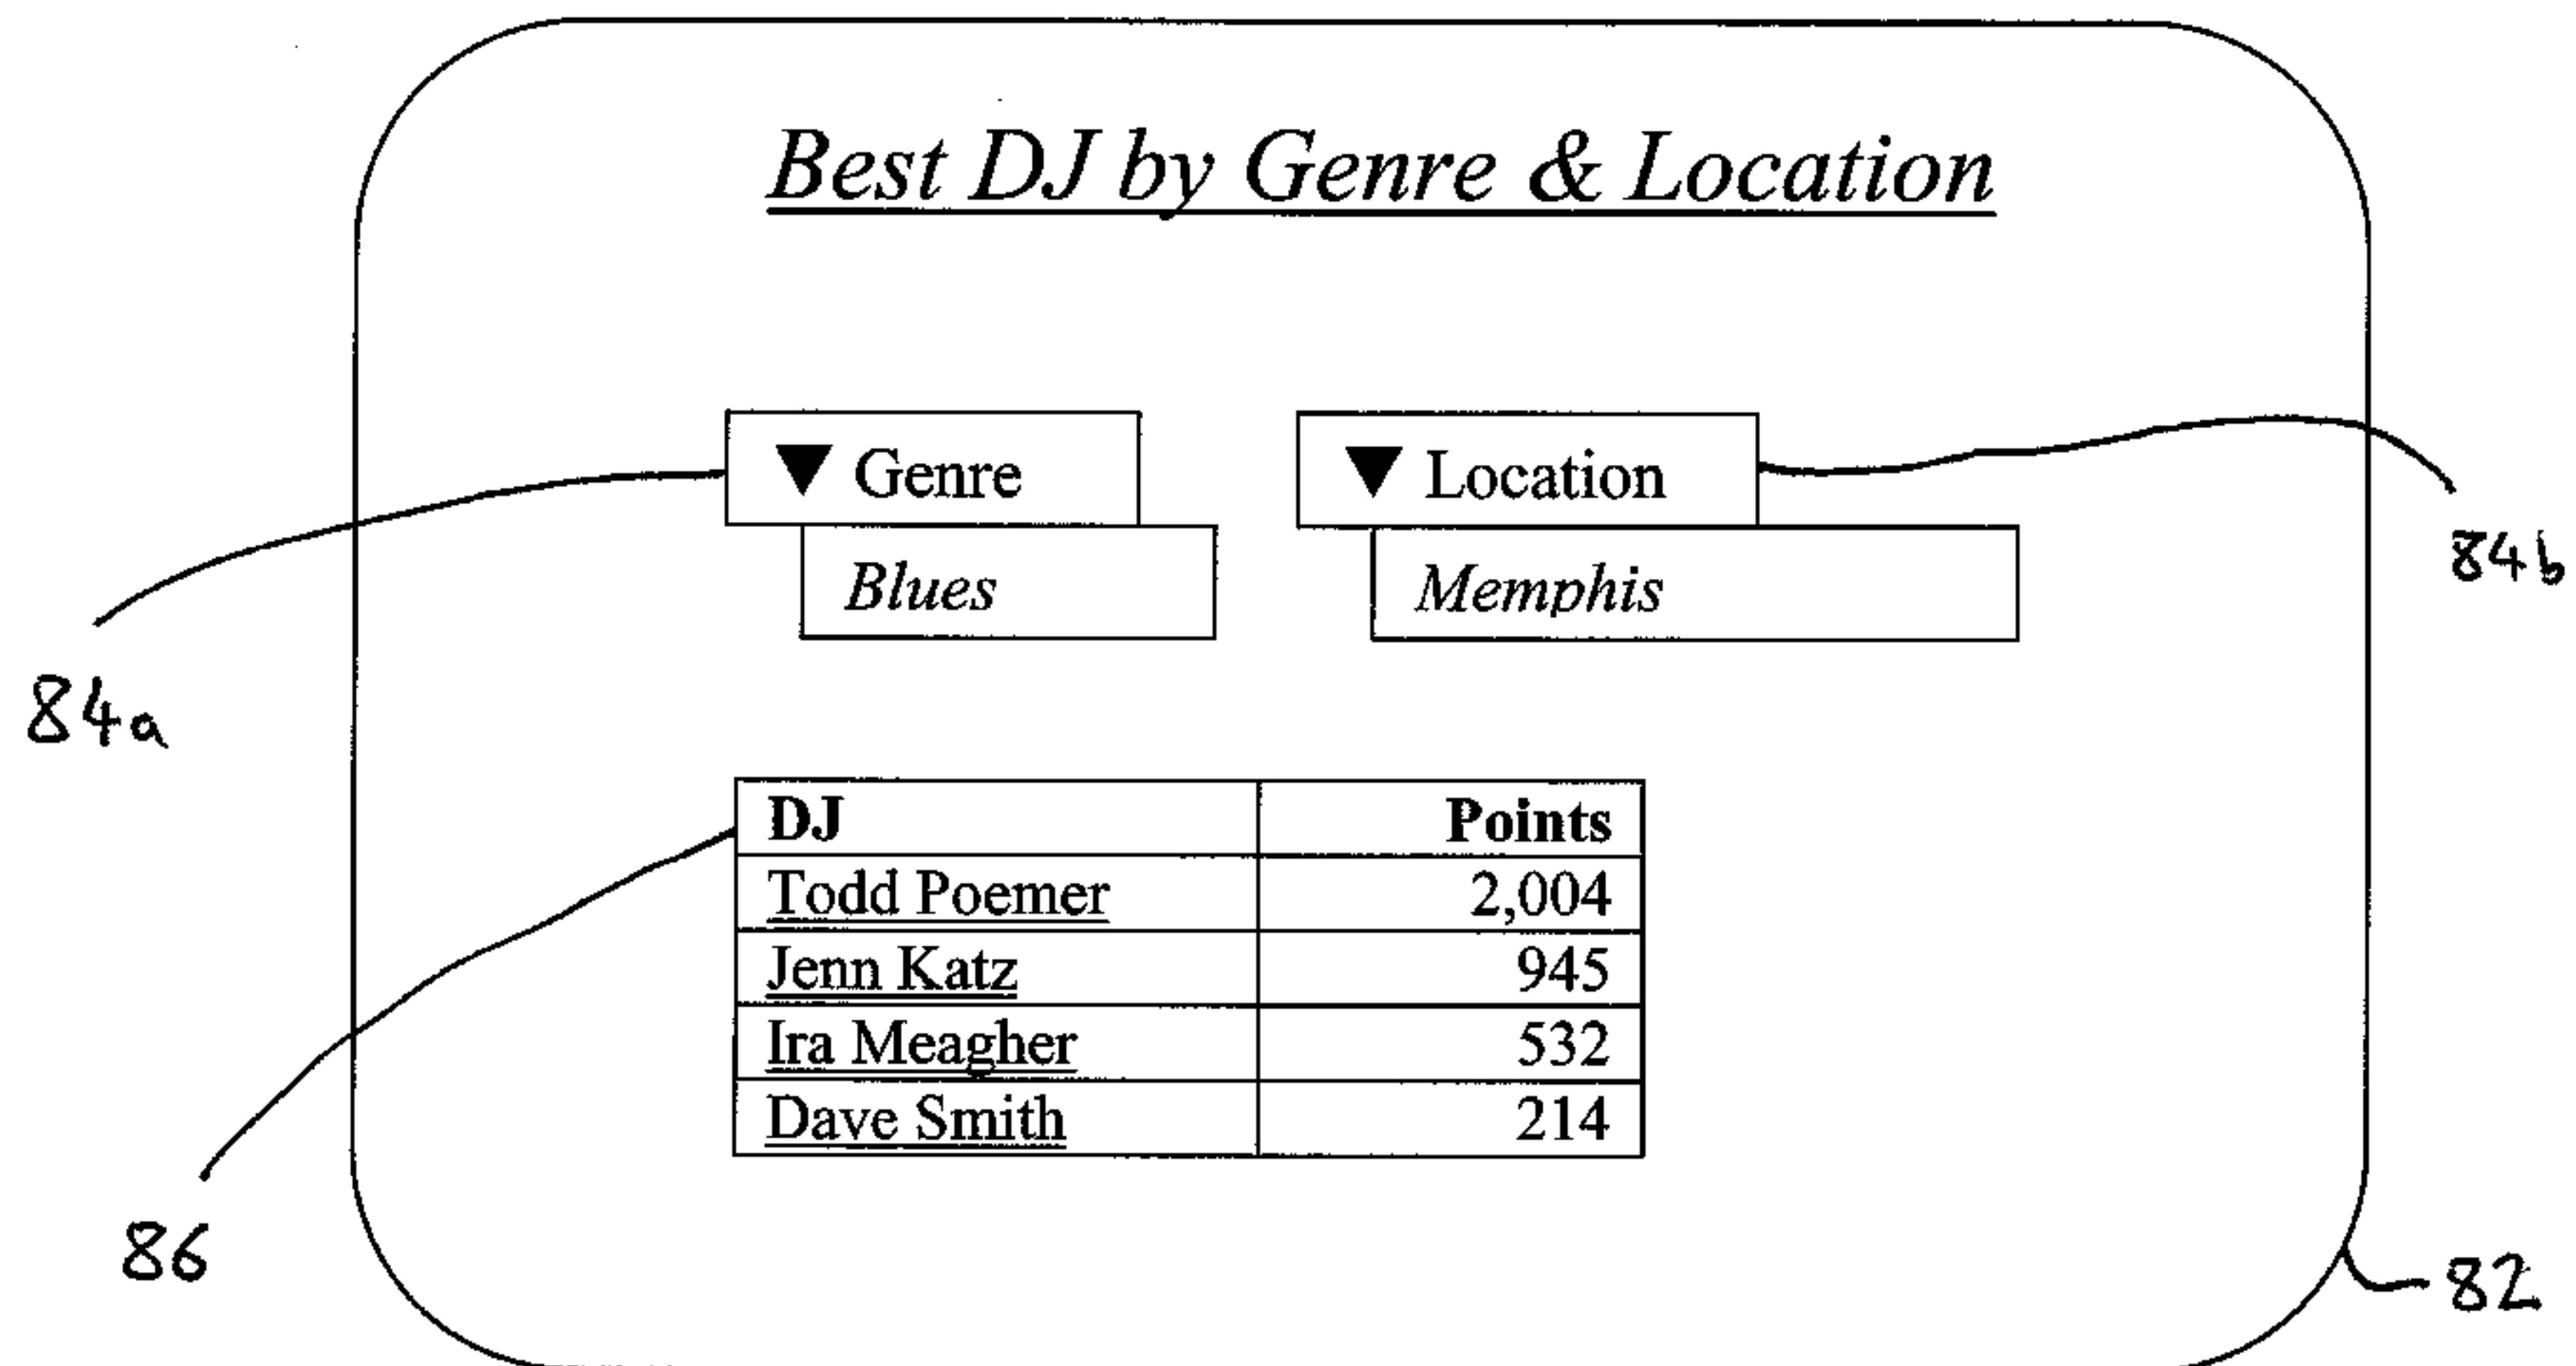 Best DJ by Genre & Location
▼ Genre ▼ Location
84b
Blues Memphis
84a
DJ Points
Todd Poemer 2,004
Jenn Katz 945
Ira Meagher 532
Dave Smith 214
86
82